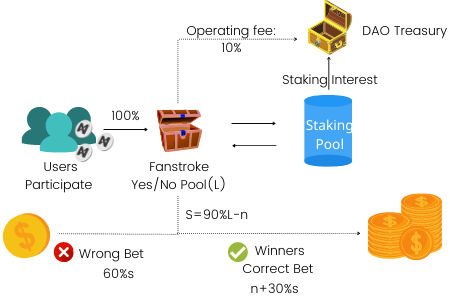 Operating fee:
10%
DAO Treasury
Staking Interest
100%
Staking
Pool
Users
Participate
Fanstroke
Yes/No Pool(L)
S=90%L-n
Wrong Bet
60%s
Winners
Correct Bet
n+30%s